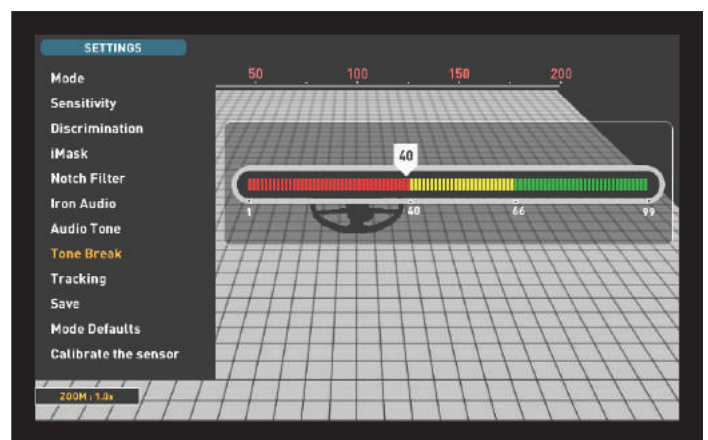 SETTINGS
Mode
Sensitivity
Discrimination
iMask
Notch Filter
Iron Audio
Audio Tone
Tone Break
Tracking
Save
Mode Defaults
Calibrate the sensor
ZOOM : 1.0x
50 100 150 200
40
1 40 66 99